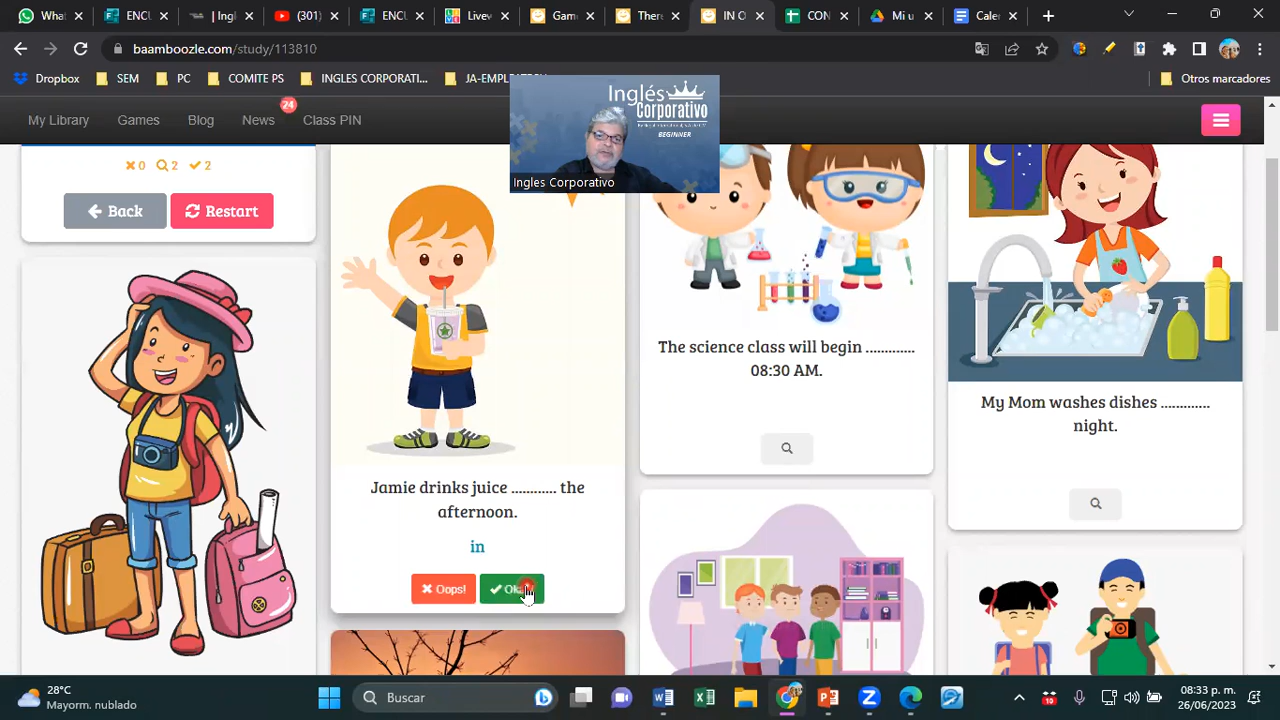 What
ENCU
Ingl
(301)
ENCU
Livew
Gam
Ther
IN O
CON
Mi u
Calen
baamboozle.com/study/113810
Dropbox
SEM
PC
COMITE PS
INGLES CORPORATI...
Otros marcadores
My Library
Games
Blog
News
24
Class PIN
Inglés
Corporativo
BEGINNER
Ingles Corporativo
0
2
2
Back
Restart
Jamie drinks juice ............ the
afternoon.
in
Oops!
The science class will begin .............
08:30 AM.
My Mom washes dishes .............
night.
28°C
Mayorm. nublado
Buscar
10
08:33 p. m.
26/06/2023